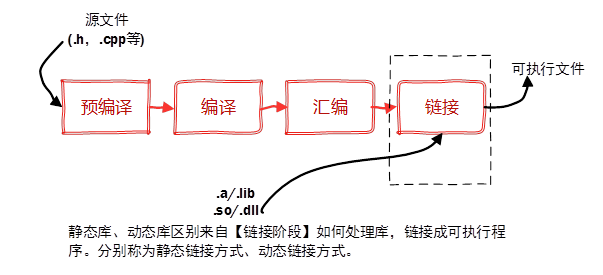 源文件
(.h，.cpp等)
可执行文件
预编译
编译
汇编
链接
.a/.lib
.so/.dll
静态库、动态库区别来自【链接阶段】如何处理库，链接成可执行程
序。分别称为静态链接方式、动态链接方式。